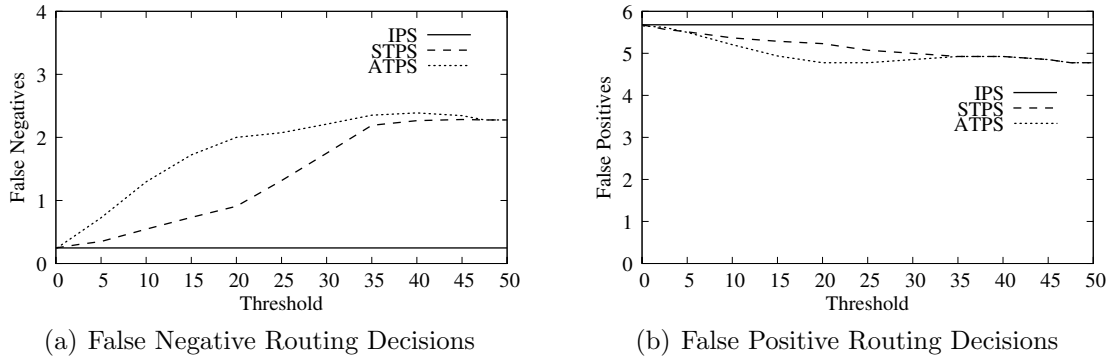 False Negatives
4
3
2
1
0
IPS
STPS
ATPS
0 5 10 15 20 25 30 35 40 45 50
Threshold
(a) False Negative Routing Decisions
False Positives
6
5
4
3
2
1
0
IPS
STPS
ATPS
0 5 10 15 20 25 30 35 40 45 50
Threshold
(b) False Positive Routing Decisions